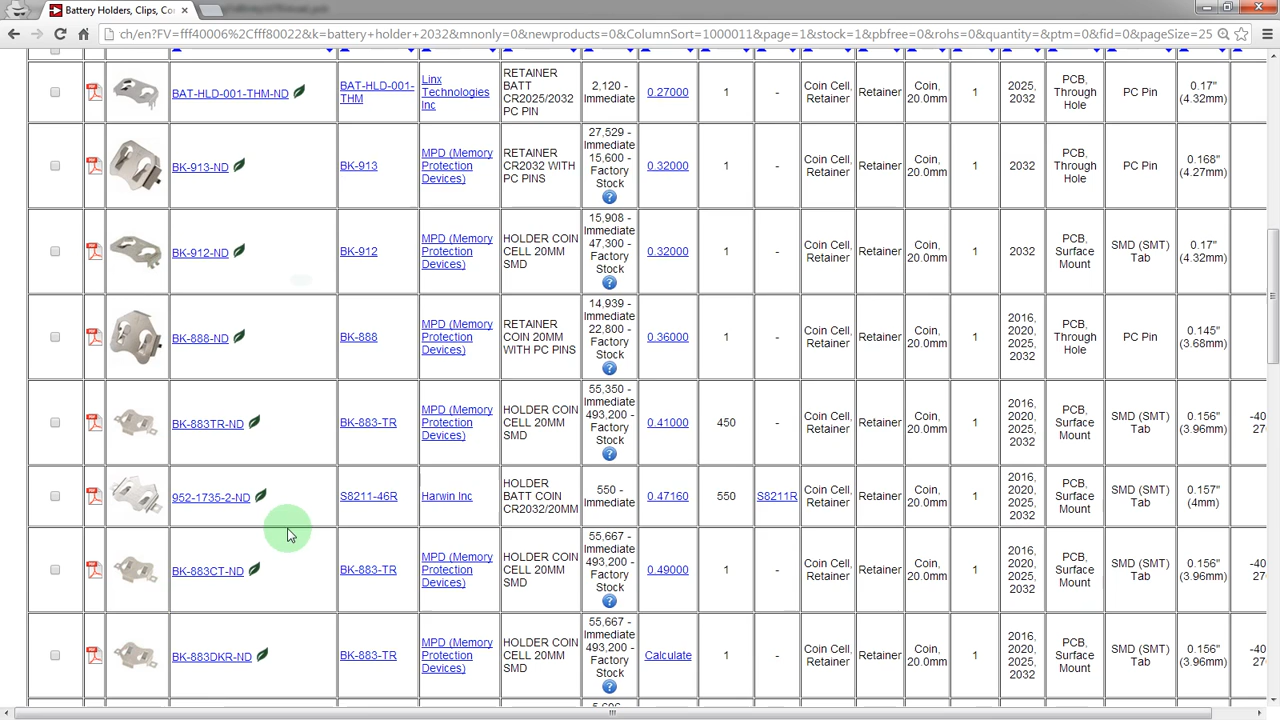 Battery Holders, Clips, Co
ch/en?FV=fff40006%2Cfff80022&k=battery+holder+2032&mnonly=0&newproducts=0&ColumnSort=1000011&page=1&stock=1&pbfree=0&rohs=0&quantity=&ptm=0&fid=0&pageSize=25
BAT-HLD-001-THM-ND
BAT-HLD-001-
THM
Linx
Technologies
Inc
RETAINER
BATT
CR2025/2032
PC PIN
2,120 -
Immediate
0.27000
1
-
Coin Cell,
Retainer
Retainer
Coin,
20.0mm
1
2025,
2032
PCB,
Through
Hole
PC Pin
0.17"
(4.32mm)
BK-913-ND
BK-913
MPD (Memory
Protection
Devices)
RETAINER
CR2032 WITH
PC PINS
27,529 -
Immediate
15,600 -
Factory
Stock
?
0.32000
1
-
Coin Cell,
Retainer
Retainer
Coin,
20.0mm
1
2032
PCB,
Through
Hole
PC Pin
0.168"
(4.27mm)
BK-912-ND
BK-912
MPD (Memory
Protection
Devices)
HOLDER COIN
CELL 20MM
SMD
15,908 -
Immediate
47,300 -
Factory
Stock
?
0.32000
1
-
Coin Cell,
Retainer
Retainer
Coin,
20.0mm
1
2032
PCB,
Surface
Mount
SMD (SMT)
Tab
0.17"
(4.32mm)
BK-888-ND
BK-888
MPD (Memory
Protection
Devices)
RETAINER
COIN 20MM
WITH PC PINS
14,939 -
Immediate
22,800 -
Factory
Stock
?
0.36000
1
-
Coin Cell,
Retainer
Retainer
Coin,
20.0mm
1
2016,
2020,
2025,
2032
PCB,
Through
Hole
PC Pin
0.145"
(3.68mm)
BK-883TR-ND
BK-883-TR
MPD (Memory
Protection
Devices)
HOLDER COIN
CELL 20MM
SMD
55,350 -
Immediate
493,200 -
Factory
Stock
?
0.41000
450
-
Coin Cell,
Retainer
Retainer
Coin,
20.0mm
1
2016,
2020,
2025,
2032
PCB,
Surface
Mount
SMD (SMT)
Tab
0.156"
(3.96mm)
-40
27
952-1735-2-ND
S8211-46R
Harwin Inc
HOLDER
BATT COIN
CR2032/20MM
550 -
Immediate
0.47160
550
S8211R
Coin Cell,
Retainer
Retainer
Coin,
20.0mm
1
2016,
2020,
2025,
2032
PCB,
Surface
Mount
SMD (SMT)
Tab
0.157"
(4mm)
BK-883CT-ND
BK-883-TR
MPD (Memory
Protection
Devices)
HOLDER COIN
CELL 20MM
SMD
55,667 -
Immediate
493,200 -
Factory
Stock
?
0.49000
1
-
Coin Cell,
Retainer
Retainer
Coin,
20.0mm
1
2016,
2020,
2025,
2032
PCB,
Surface
Mount
SMD (SMT)
Tab
0.156"
(3.96mm)
-40
27
BK-883DKR-ND
BK-883-TR
MPD (Memory
Protection
Devices)
HOLDER COIN
CELL 20MM
SMD
55,667 -
Immediate
493,200 -
Factory
Stock
?
Calculate
1
-
Coin Cell,
Retainer
Retainer
Coin,
20.0mm
1
2016,
2020,
2025,
2032
PCB,
Surface
Mount
SMD (SMT)
Tab
0.156"
(3.96mm)
-40
27